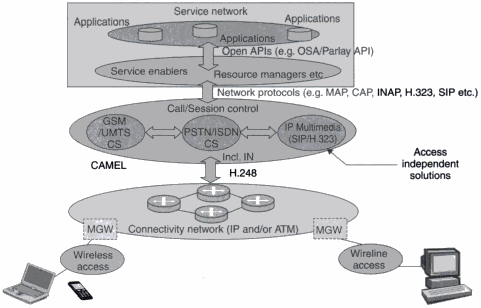 Service network
Applications
Applications
Applications
Open APIs (e.g. OSA/Parlay API)
Service enablers
Resource managers etc
Network protocols (e.g. MAP, CAP, INAP, H.323, SIP etc.)
Call/Session control
GSM
/UMTS
CS
PSTN/ISDN
CS
IP Multimedia
(SIP/H.323)
CAMEL
Incl. IN
H.248
Access
independent
solutions
MGW
Connectivity network (IP and/or ATM)
MGW
Wireless
access
Wireline
access